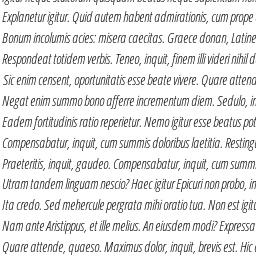 Explanetur igitur. Quid autem habent admirationis, cum prope
Bonum incolumis acies: misera caecitas. Graece donan, Latine
Respondeat totidem verbis. Teneo, inquit, finem illi videri nihil d
Sic enim censent, oportunitatis esse beate vivere. Quare attend
Negat enim summo bono afferre incrementum diem. Sedulo, in
Eadem fortitudinis ratio reperietur. Nemo igitur esse beatus pot
Compensabatur, inquit, cum summis doloribus laetitia. Resting
Praeteritis, inquit, gaudeo. Compensabatur, inquit, cum summ
Utram tandem linguam nescio? Haec igitur Epicuri non probo, in
Ita credo. Sed mehercule pergrata mihi oratio tua. Non est igitu
Nam ante Aristippus, et ille melius. An eiusdem modi? Expressa
Quare attende, quaeso. Maximus dolor, inquit, brevis est. Hic